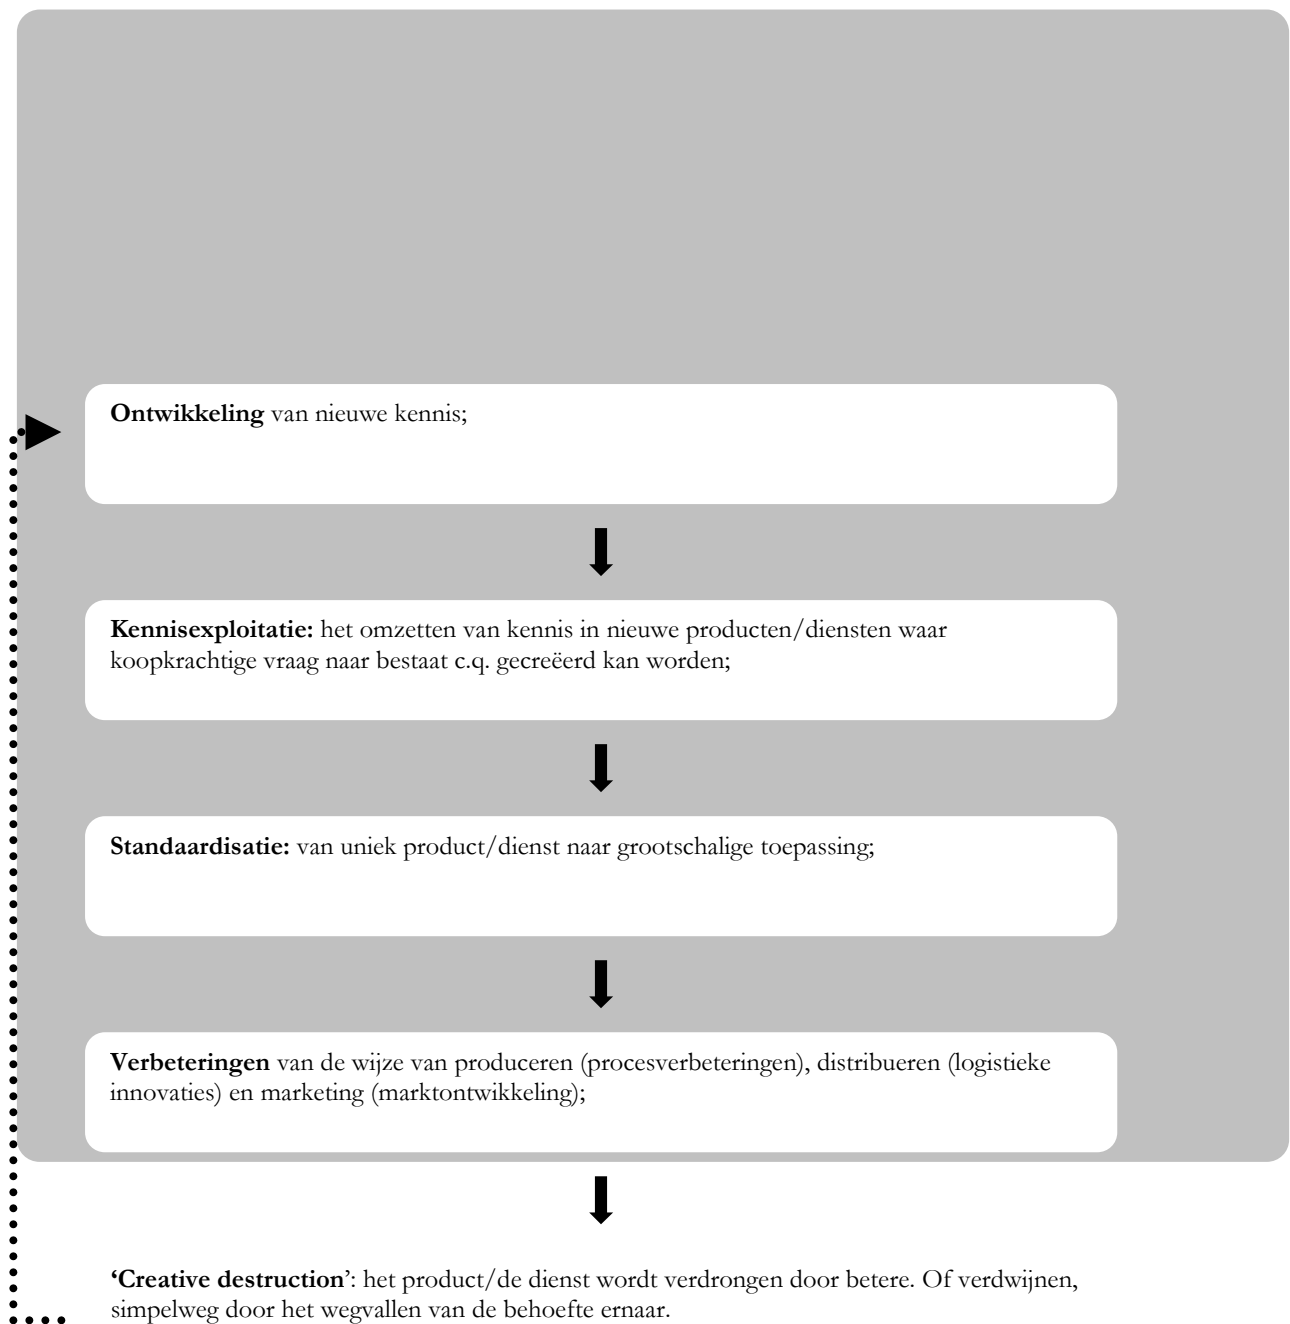 Ontwikkeling van nieuwe kennis;
Kennisexploitatie: het omzetten van kennis in nieuwe producten/diensten waar
koopkrachtige vraag naar bestaat c.q. gecreëerd kan worden;
Standaardisatie: van uniek product/dienst naar grootschalige toepassing;
Verbeteringen van de wijze van produceren (procesverbeteringen), distribueren (logistieke
innovaties) en marketing (marktontwikkeling);
‘Creative destruction’: het product/de dienst wordt verdrongen door betere. Of verdwijnen,
simpelweg door het wegvallen van de behoefte ernaar.